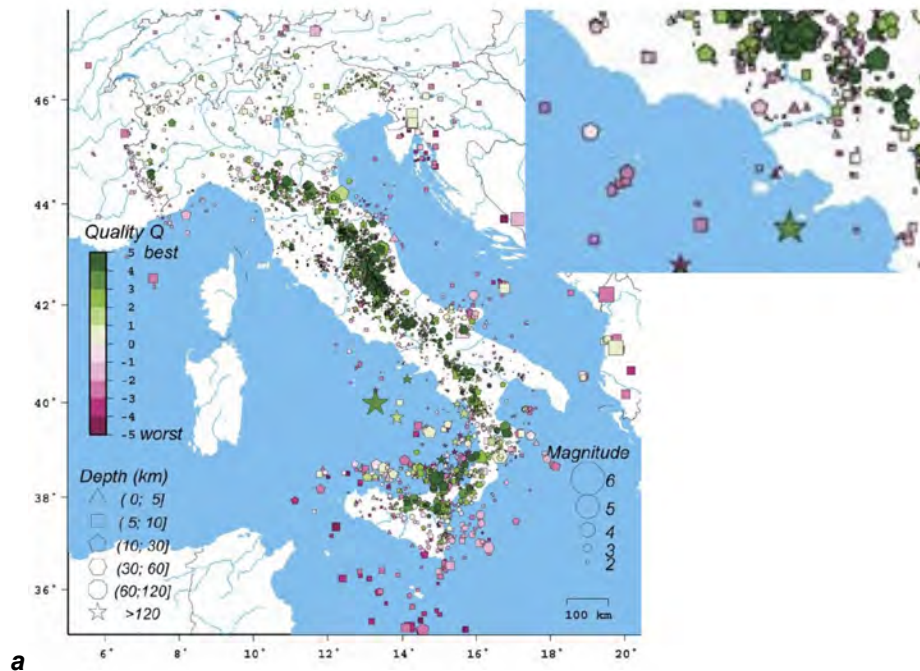 46°
44°
42°
40°
38°
36°
Quality Q
best
5
4
3
2
1
0
-1
-2
-3
-4
-5
worst
Depth (km)
( 0; 5]
( 5; 10]
(10; 30]
(30; 60]
(60;120]
>120
Magnitude
6
5
4
3
2
100 km
6° 8° 10° 12° 14° 16° 18° 20°
a